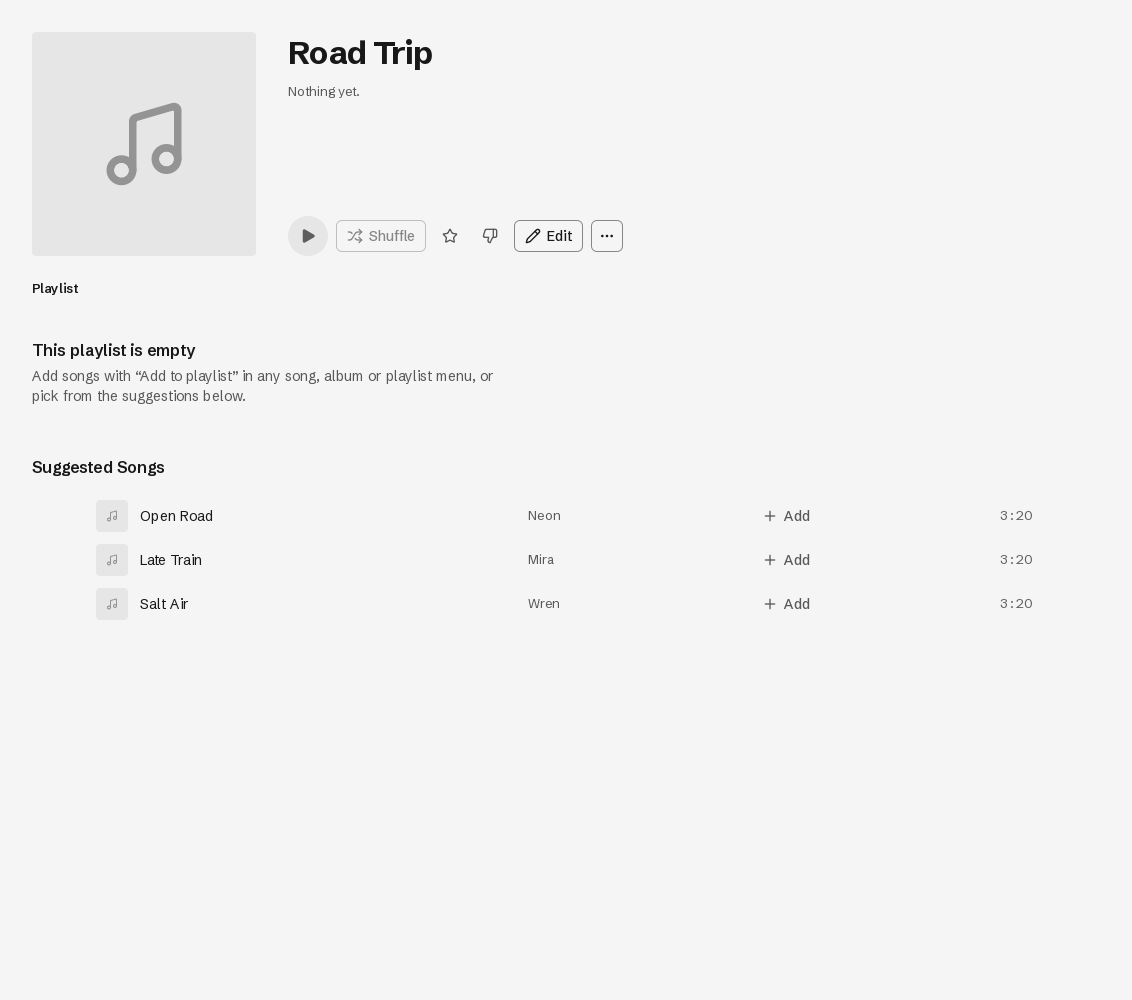 Road Trip
Nothing yet.
Shuffle
Edit
Playlist
This playlist is empty
Add songs with “Add to playlist” in any song, album or playlist menu, or
pick from the suggestions below.
Suggested Songs
Open Road Neon Add 3:20
Late Train Mira Add 3:20
Salt Air Wren Add 3:20